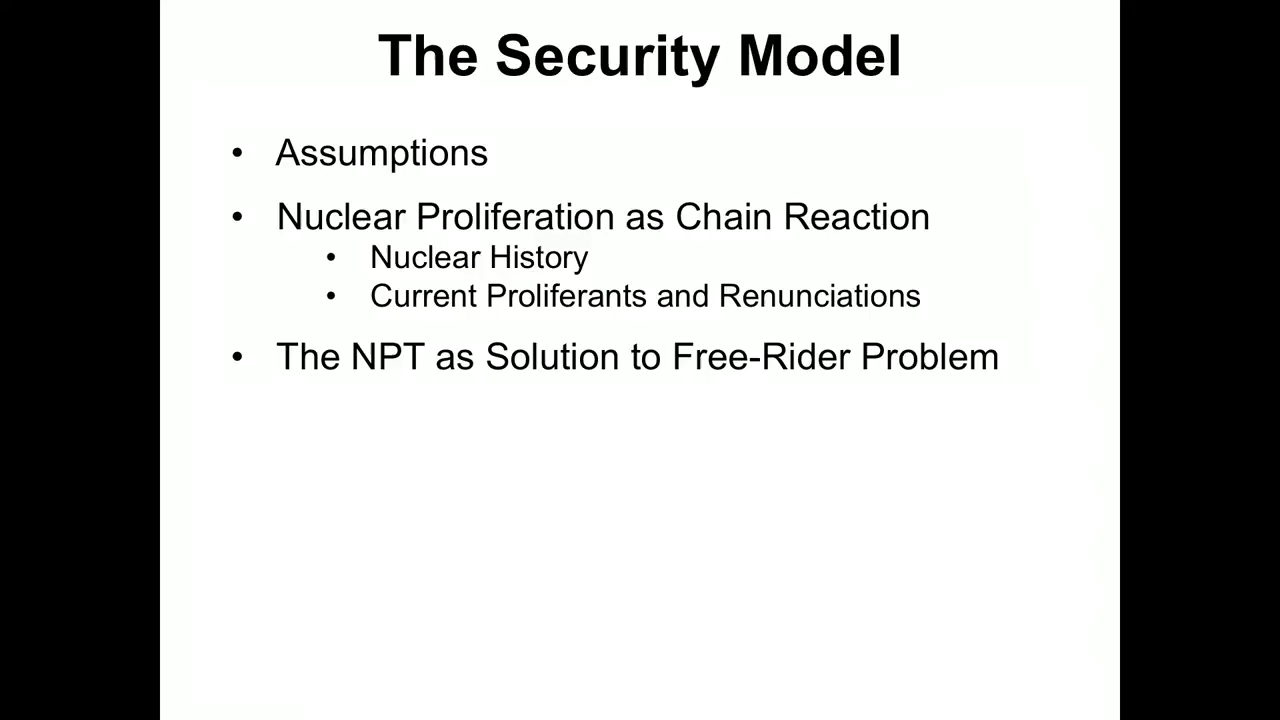 The Security Model
• Assumptions
• Nuclear Proliferation as Chain Reaction
• Nuclear History
• Current Proliferants and Renunciations
• The NPT as Solution to Free-Rider Problem